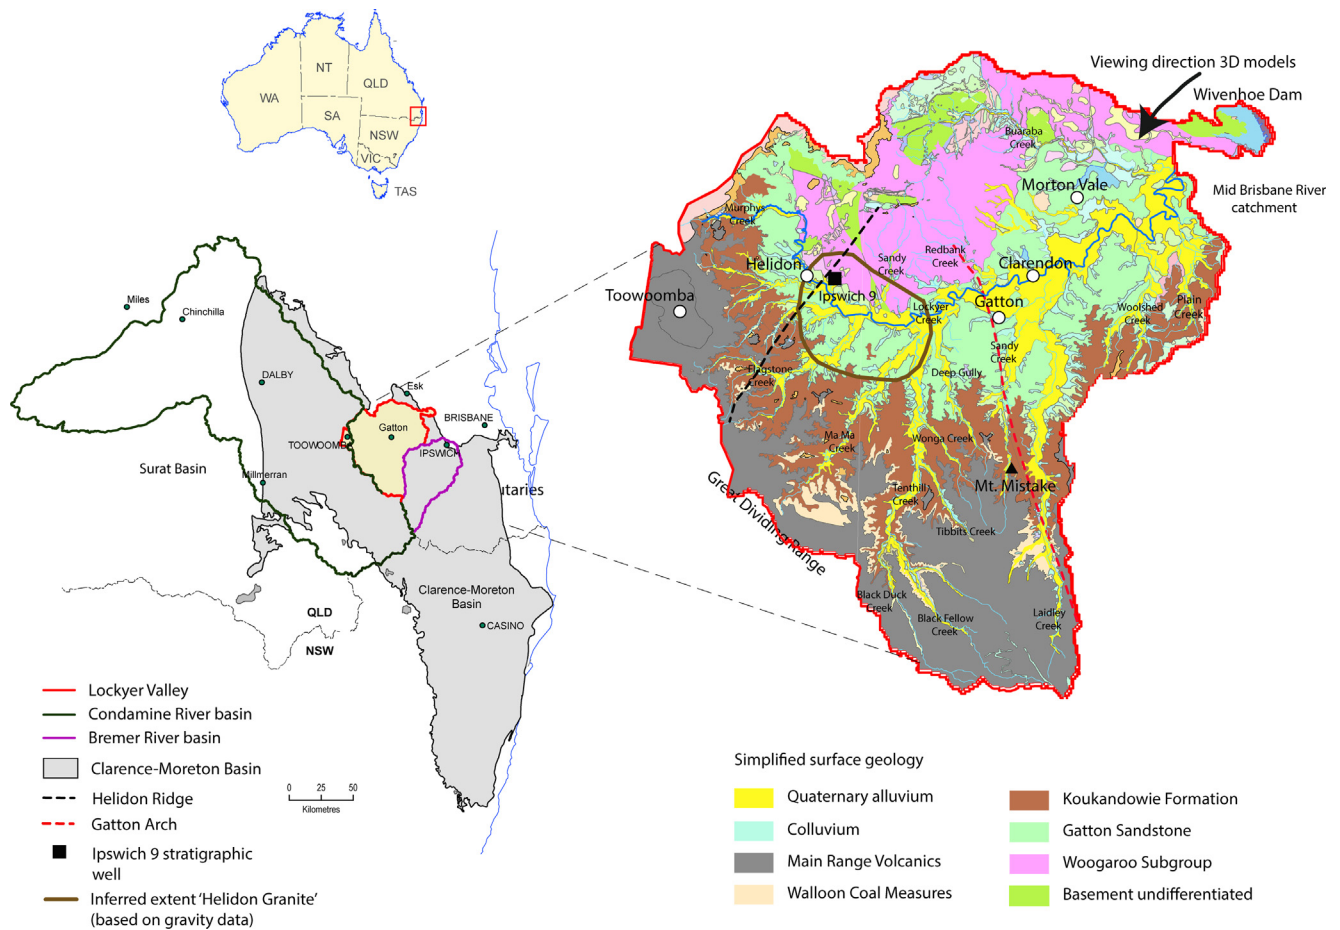 NT
QLD
WA
SA
NSW
VIC
TAS
Viewing direction 3D models
Wivenhoe Dam
Buaraba
Creek
Morton Vale
Mid Brisbane River
catchment
Murphys
Creek
Redbank
Creek
Sandy
Creek
Helidon
Clarendon
Toowoomba
Ipswich 9
Lockyer
Creek
Gatton
Woolshed
Creek
Plain
Creek
Sandy
Creek
Flagstone
Creek
Deep Gully
Ma Ma
Creek
Wonga Creek
Mt. Mistake
Tenthill
Creek
Tibbits Creek
Great Dividing Range
Black Duck
Creek
Black Fellow
Creek
Laidley
Creek
Miles
Chinchilla
DALBY
Esk
BRISBANE
Gatton
TOOWOOMB
IPSWICH
Surat Basin
Millmerran
utaries
Clarence-Moreton
Basin
CASINO
QLD
NSW
Lockyer Valley
Condamine River basin
Bremer River basin
Clarence-Moreton Basin
Helidon Ridge
Gatton Arch
Ipswich 9 stratigraphic
well
Inferred extent ‘Helidon Granite’
(based on gravity data)
0 25 50
Kilometres
Simplified surface geology
Quaternary alluvium
Colluvium
Main Range Volcanics
Walloon Coal Measures
Koukandowie Formation
Gatton Sandstone
Woogaroo Subgroup
Basement undifferentiated